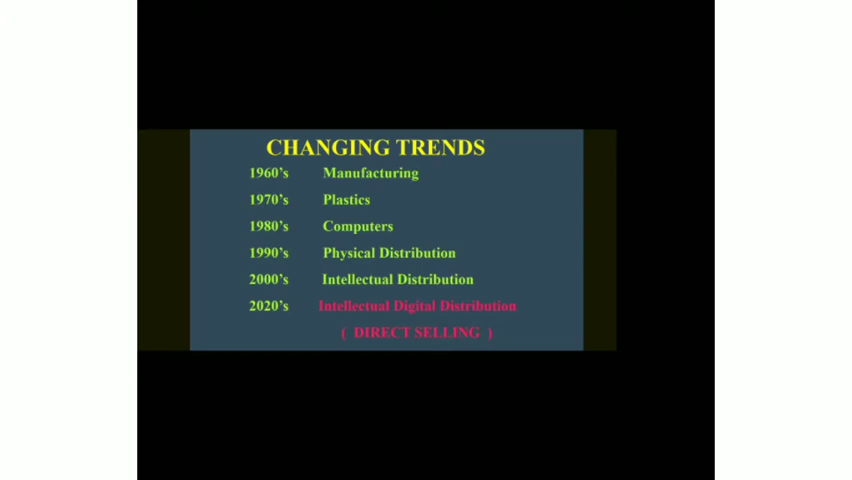 CHANGING TRENDS
1960’s Manufacturing
1970’s Plastics
1980’s Computers
1990’s Physical Distribution
2000’s Intellectual Distribution
2020’s Intellectual Digital Distribution
( DIRECT SELLING )